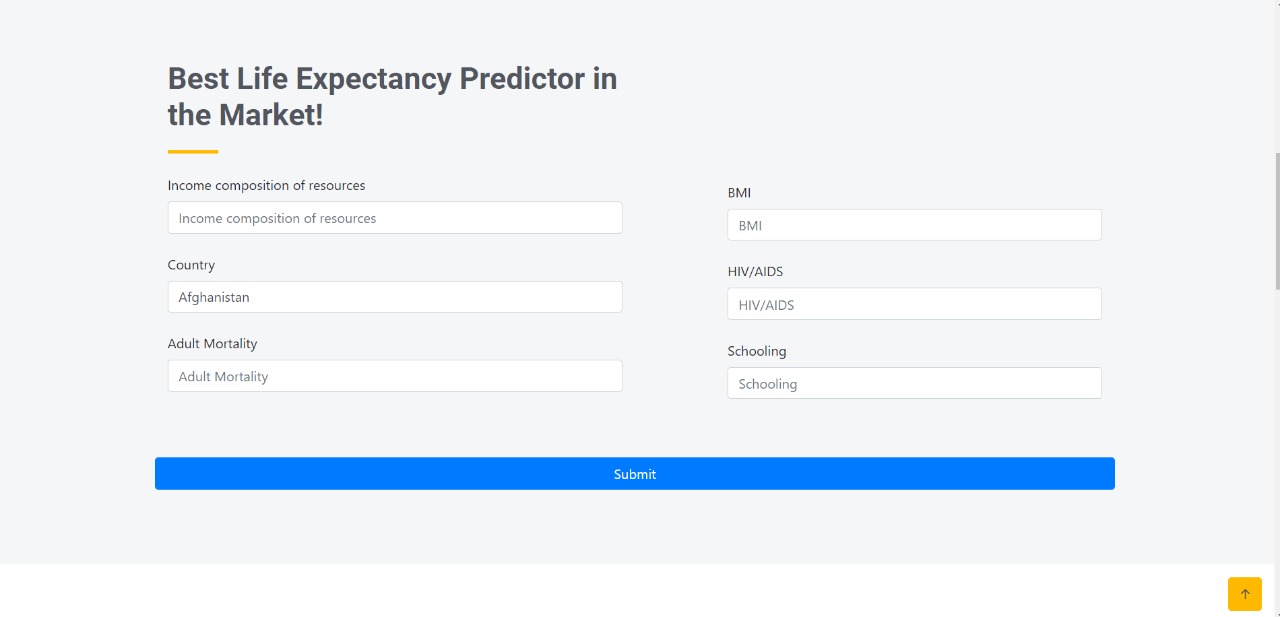 Best Life Expectancy Predictor in
the Market!
Income composition of resources
Income composition of resources
Country
Afghanistan
Adult Mortality
Adult Mortality
BMI
BMI
HIV/AIDS
HIV/AIDS
Schooling
Schooling
Submit